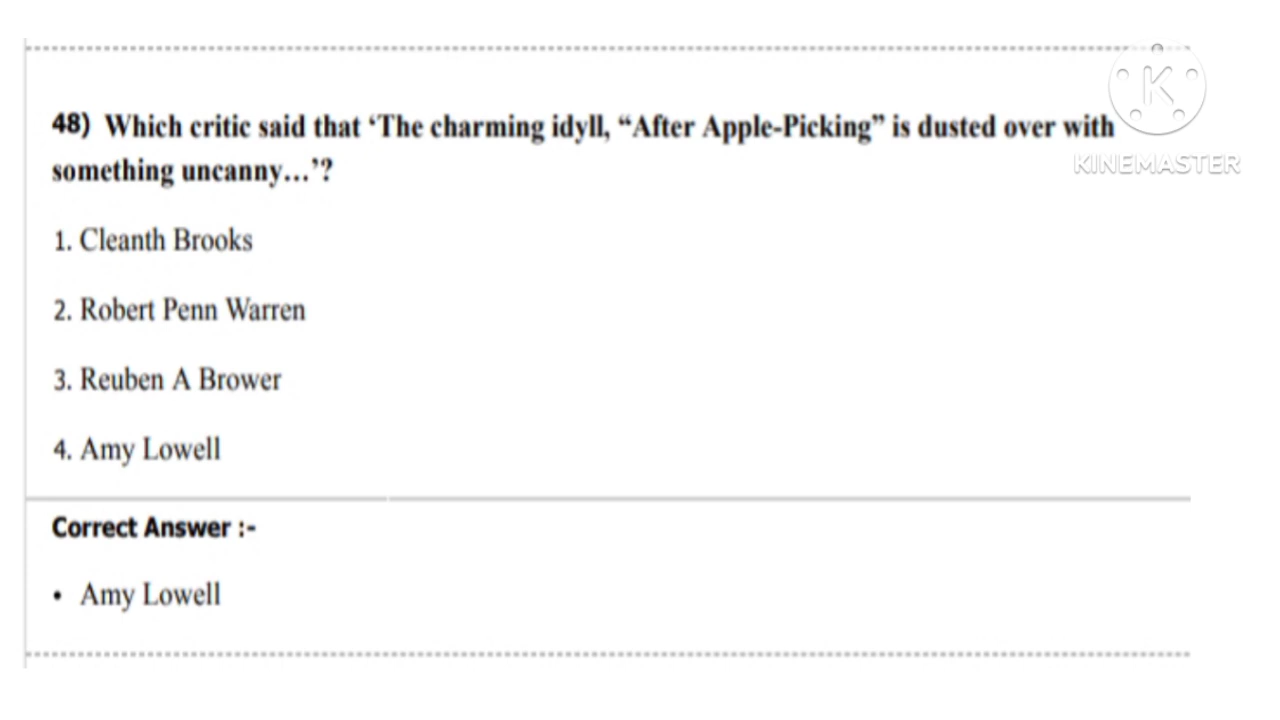 48) Which critic said that ‘The charming idyll, “After Apple-Picking” is dusted over with
something uncanny...’?
K
KINEMASTER
1. Cleanth Brooks
2. Robert Penn Warren
3. Reuben A Brower
4. Amy Lowell
Correct Answer :-
• Amy Lowell